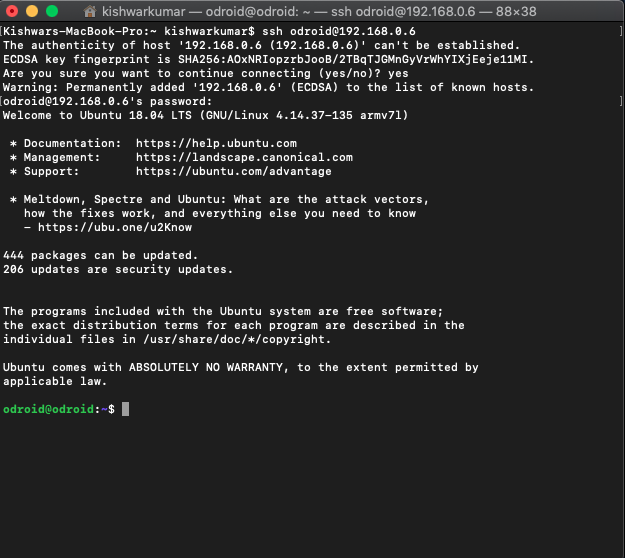 kishwarkumar — odroid@odroid: ~ — ssh odroid@192.168.0.6 — 88×38
[Kishwars-MacBook-Pro:~ kishwarkumar$ ssh odroid@192.168.0.6 ]
The authenticity of host '192.168.0.6 (192.168.0.6)' can't be established.
ECDSA key fingerprint is SHA256:AOxNRIopzrbJooB/2TBqTJGMnGyVrWhYIXjEeje11MI.
Are you sure you want to continue connecting (yes/no)? yes
Warning: Permanently added '192.168.0.6' (ECDSA) to the list of known hosts.
[odroid@192.168.0.6's password: ]
Welcome to Ubuntu 18.04 LTS (GNU/Linux 4.14.37-135 armv7l)
* Documentation:  https://help.ubuntu.com
* Management:     https://landscape.canonical.com
* Support:        https://ubuntu.com/advantage
* Meltdown, Spectre and Ubuntu: What are the attack vectors,
how the fixes work, and everything else you need to know
- https://ubu.one/u2Know
444 packages can be updated.
206 updates are security updates.
The programs included with the Ubuntu system are free software;
the exact distribution terms for each program are described in the
individual files in /usr/share/doc/*/copyright.
Ubuntu comes with ABSOLUTELY NO WARRANTY, to the extent permitted by
applicable law.
odroid@odroid:~$